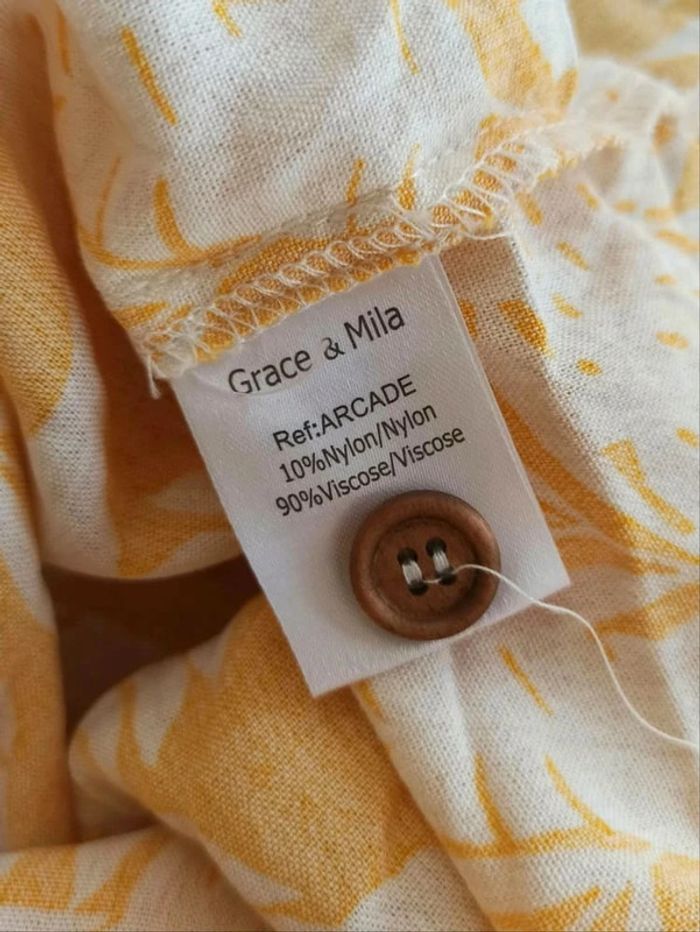 Grace & Mila
Ref:ARCADE
10%Nylon/Nylon
90%Viscose/Viscose